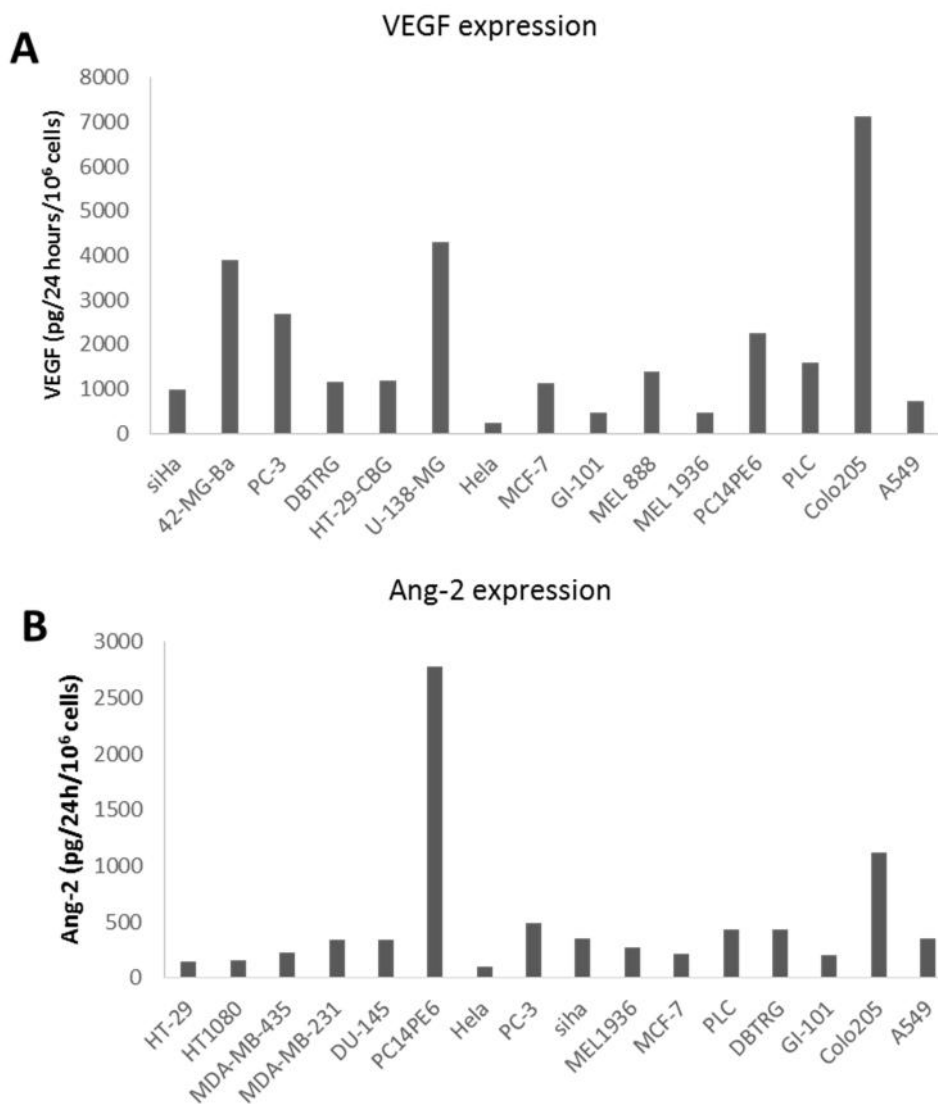 VEGF expression
A
VEGF (pg/24 hours/10⁶ cells)
8000
7000
6000
5000
4000
3000
2000
1000
0
siHa
42-MG-Ba
PC-3
DBTRG
HT-29-CBG
U-138-MG
Hela
MCF-7
GI-101
MEL 888
MEL 1936
PC14PE6
PLC
Colo205
A549
Ang-2 expression
B
Ang-2 (pg/24h/10⁶ cells)
3000
2500
2000
1500
1000
500
0
HT-29
HT1080
MDA-MB-435
MDA-MB-231
DU-145
PC14PE6
Hela
PC-3
siha
MEL1936
MCF-7
PLC
DBTRG
GI-101
Colo205
A549